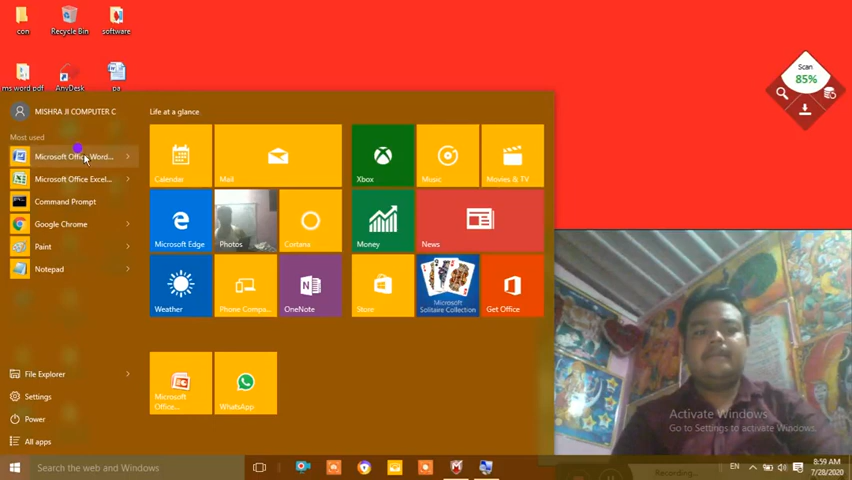 con
Recycle Bin
software
ms.word.pdf
AnyDesk
pa
Scan
85%
MISHRA JI COMPUTER C
Life at a glance
Most used
Microsoft Office Word...
Microsoft Office Excel...
Command Prompt
Google Chrome
Paint
Notepad
Calendar
Mail
Xbox
Music
Movies & TV
Microsoft Edge
Photos
Cortana
Money
News
Weather
Phone Compa...
OneNote
Store
Microsoft
Solitaire Collection
Get Office
Microsoft
Office...
WhatsApp
File Explorer
Settings
Power
All apps
Activate Windows
Go to Settings to activate Windows.
Search the web and Windows
Recording...
EN
8:59 AM
7/28/2020